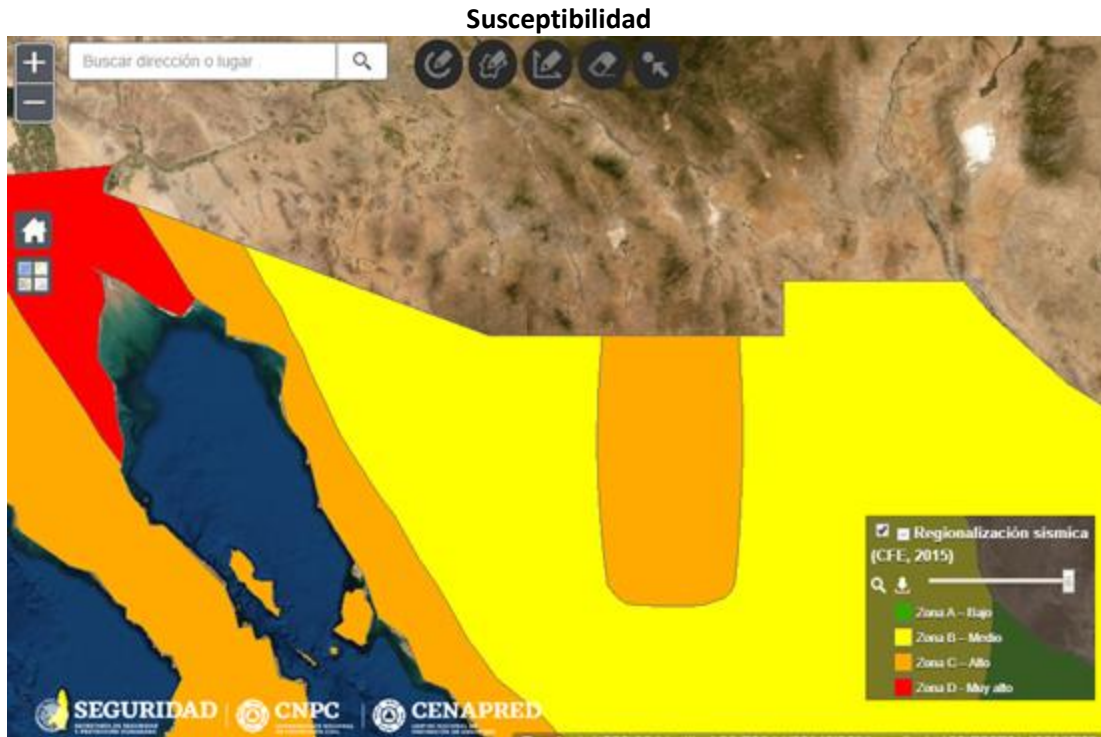 Susceptibilidad
Buscar dirección o lugar
Regionalización sísmica
(CFE, 2015)
Zona A – Bajo
Zona B – Medio
Zona C – Alto
Zona D - Muy alto
SEGURIDAD
CNPC
CENAPRED